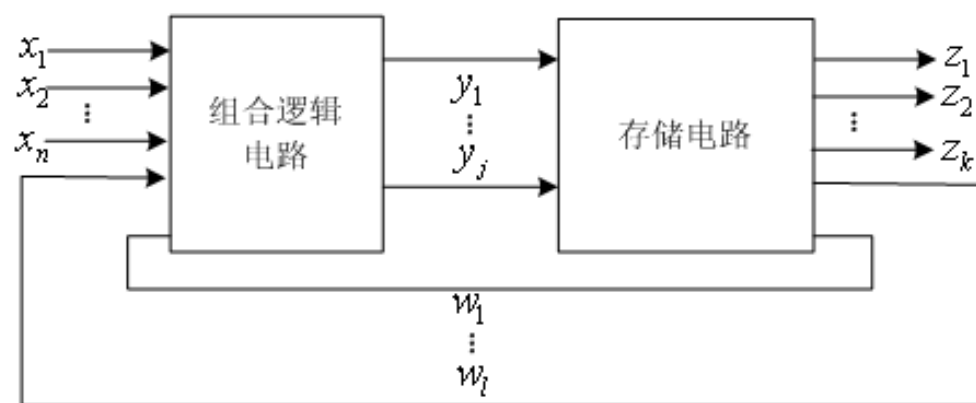 x₁
x₂
⋮
xₙ
组合逻辑
电路
y₁
⋮
yⱼ
存储电路
z₁
z₂
⋮
zₖ
w₁
⋮
wₗ